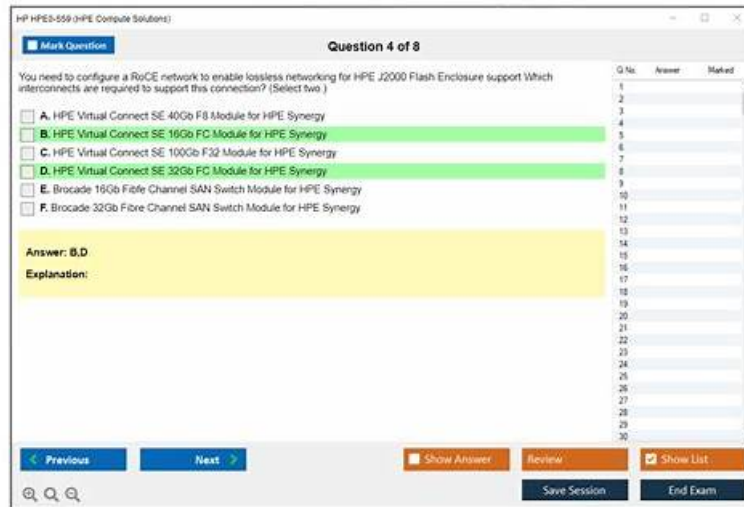 HP HPE0-S59 (HPE Compute Solutions)
Mark Question
Question 4 of 8
You need to configure a RoCE network to enable lossless networking for HPE J2000 Flash Enclosure support Which
interconnects are required to support this connection? (Select two.)
A. HPE Virtual Connect SE 40Gb F8 Module for HPE Synergy
B. HPE Virtual Connect SE 16Gb FC Module for HPE Synergy
C. HPE Virtual Connect SE 100Gb F32 Module for HPE Synergy
D. HPE Virtual Connect SE 32Gb FC Module for HPE Synergy
E. Brocade 16Gb Fibfe Channel SAN Switch Module for HPE Synergy
F. Brocade 32Gb Fibre Channel SAN Switch Module for HPE Synergy
Answer: B,D
Explanation:
Q No. Answer Marked
1
2
3
4
5
6
7
8
9
10
11
12
13
14
15
16
17
18
19
20
21
22
23
24
25
26
27
28
29
30
Previous
Next
Show Answer
Review
Show List
Save Session
End Exam